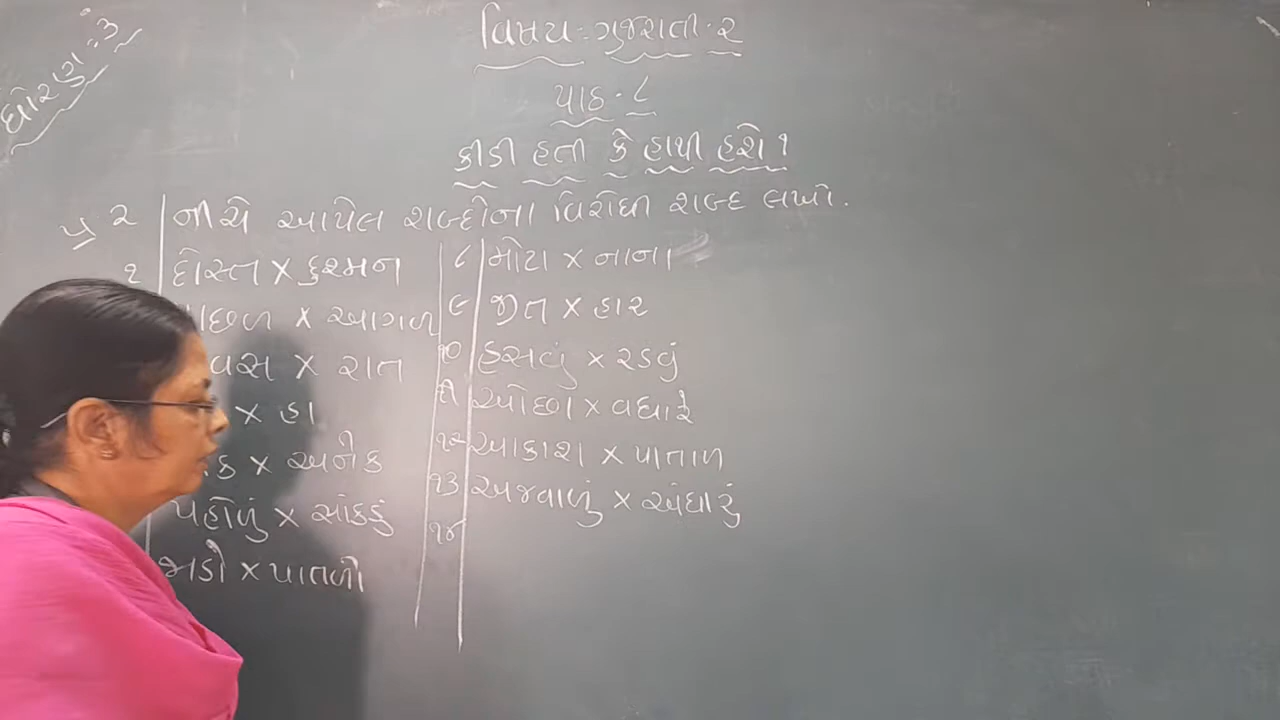 ધોરણ : 3
વિષય : ગુજરાતી - ૨
પાઠ - ૮
કીડી હતી કે હાથી હશે ?
પ્ર ૨ નીચે આપેલ શબ્દોના વિરોધી શબ્દ લખો.
૧ દોસ્ત × દુશ્મન
પાછળ × આગળ
વસ × રાત
× હા
ક × અનેક
પહોળું × સાંકડું
જાડો × પાતળો
૮ મોટા × નાના
૯ જીત × હાર
૧૦ હસવું × રડવું
૧૧ ઓછા × વધારે
૧૨ આકાશ × પાતાળ
૧૩ અજવાળું × અંધારું
૧૪